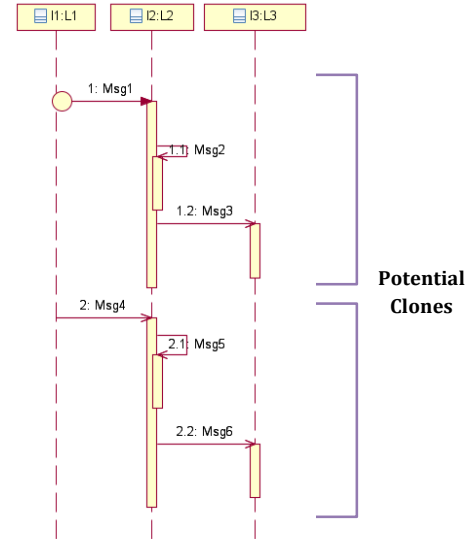 I1:L1
I2:L2
I3:L3
1: Msg1
1.1: Msg2
1.2: Msg3
Potential
Clones
2: Msg4
2.1: Msg5
2.2: Msg6